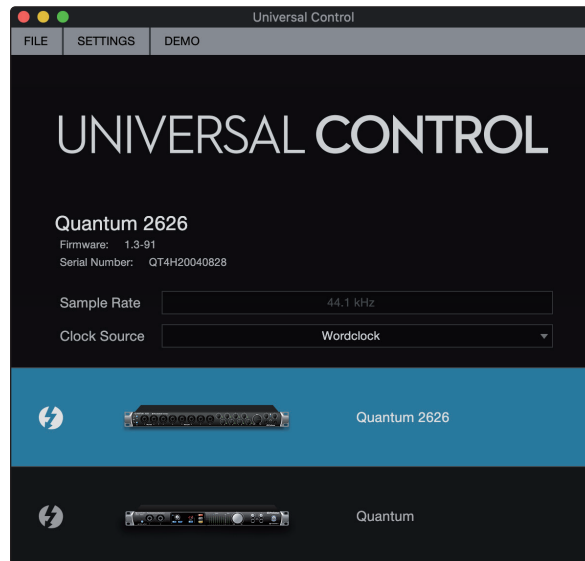 Universal Control
FILE SETTINGS DEMO
UNIVERSAL CONTROL
Quantum 2626
Firmware: 1.3-91
Serial Number: QT4H20040828
Sample Rate 44.1 kHz
Clock Source Wordclock
Quantum 2626
Quantum